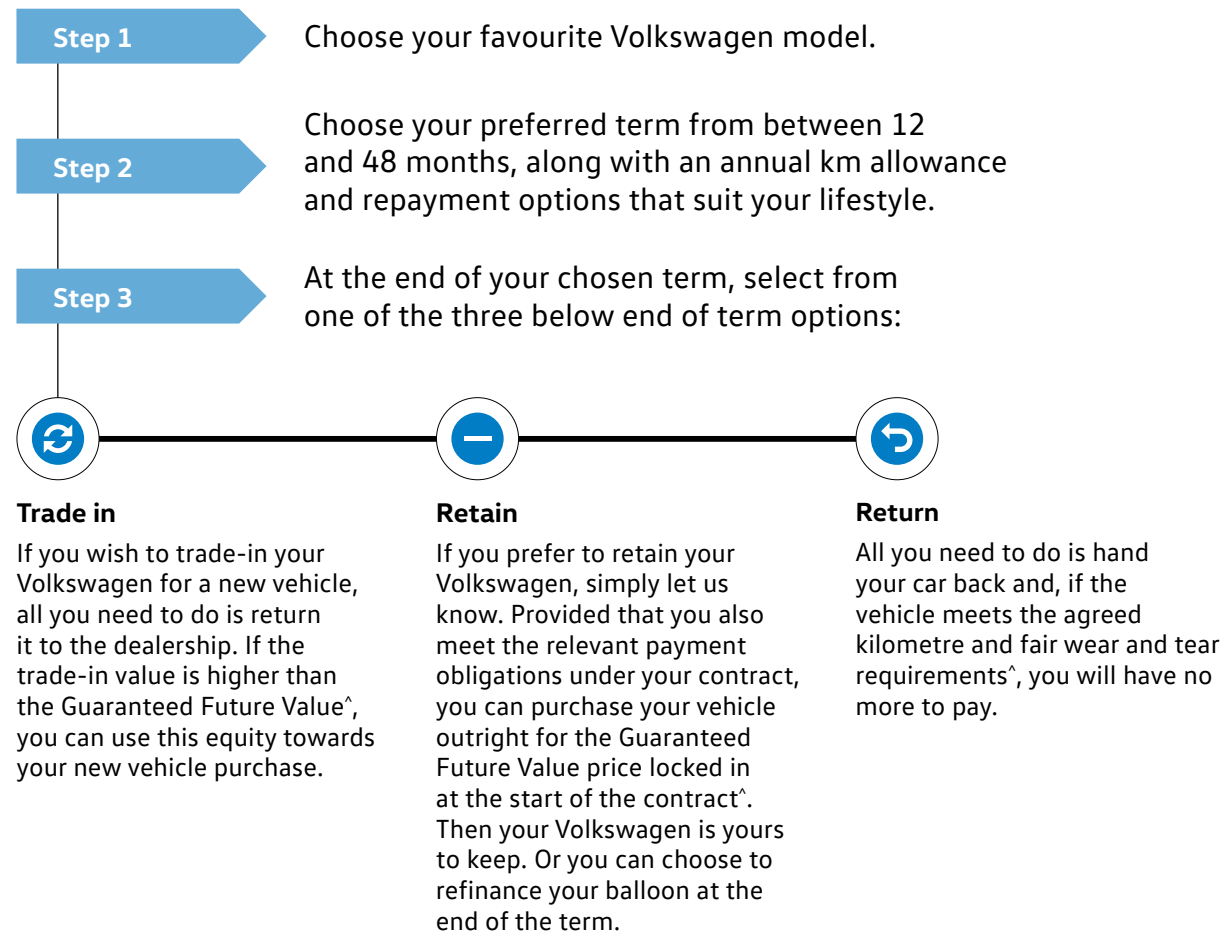 Step 1
Choose your favourite Volkswagen model.
Step 2
Choose your preferred term from between 12
and 48 months, along with an annual km allowance
and repayment options that suit your lifestyle.
Step 3
At the end of your chosen term, select from
one of the three below end of term options:
Trade in
If you wish to trade-in your
Volkswagen for a new vehicle,
all you need to do is return
it to the dealership. If the
trade-in value is higher than
the Guaranteed Future Value^,
you can use this equity towards
your new vehicle purchase.
Retain
If you prefer to retain your
Volkswagen, simply let us
know. Provided that you also
meet the relevant payment
obligations under your contract,
you can purchase your vehicle
outright for the Guaranteed
Future Value price locked in
at the start of the contract^.
Then your Volkswagen is yours
to keep. Or you can choose to
refinance your balloon at the
end of the term.
Return
All you need to do is hand
your car back and, if the
vehicle meets the agreed
kilometre and fair wear and tear
requirements^, you will have no
more to pay.